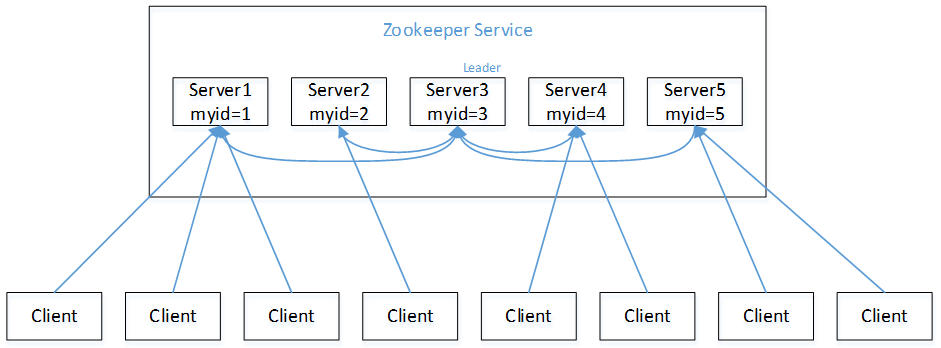 Zookeeper Service
Leader
Server1
myid=1
Server2
myid=2
Server3
myid=3
Server4
myid=4
Server5
myid=5
Client
Client
Client
Client
Client
Client
Client
Client